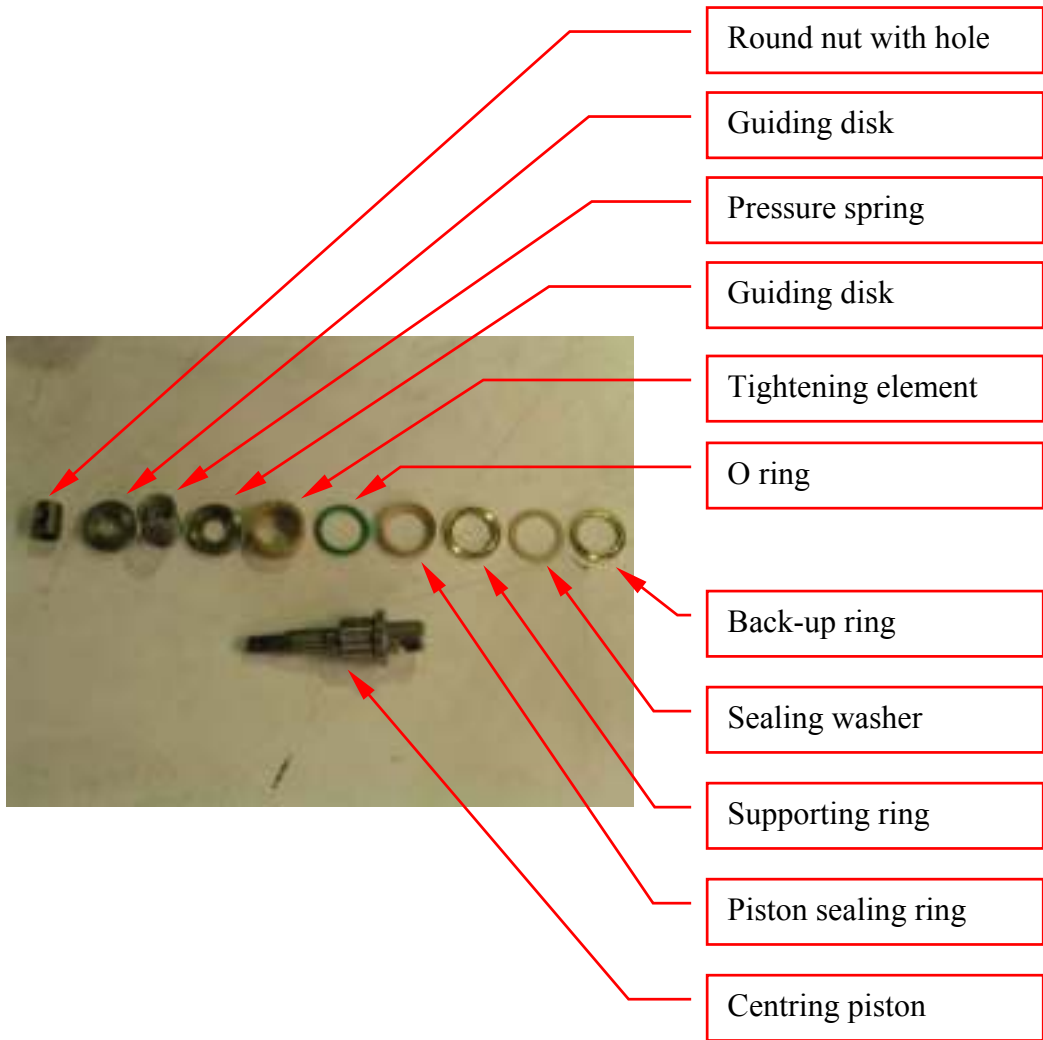 Round nut with hole
Guiding disk
Pressure spring
Guiding disk
Tightening element
O ring
Back-up ring
Sealing washer
Supporting ring
Piston sealing ring
Centring piston